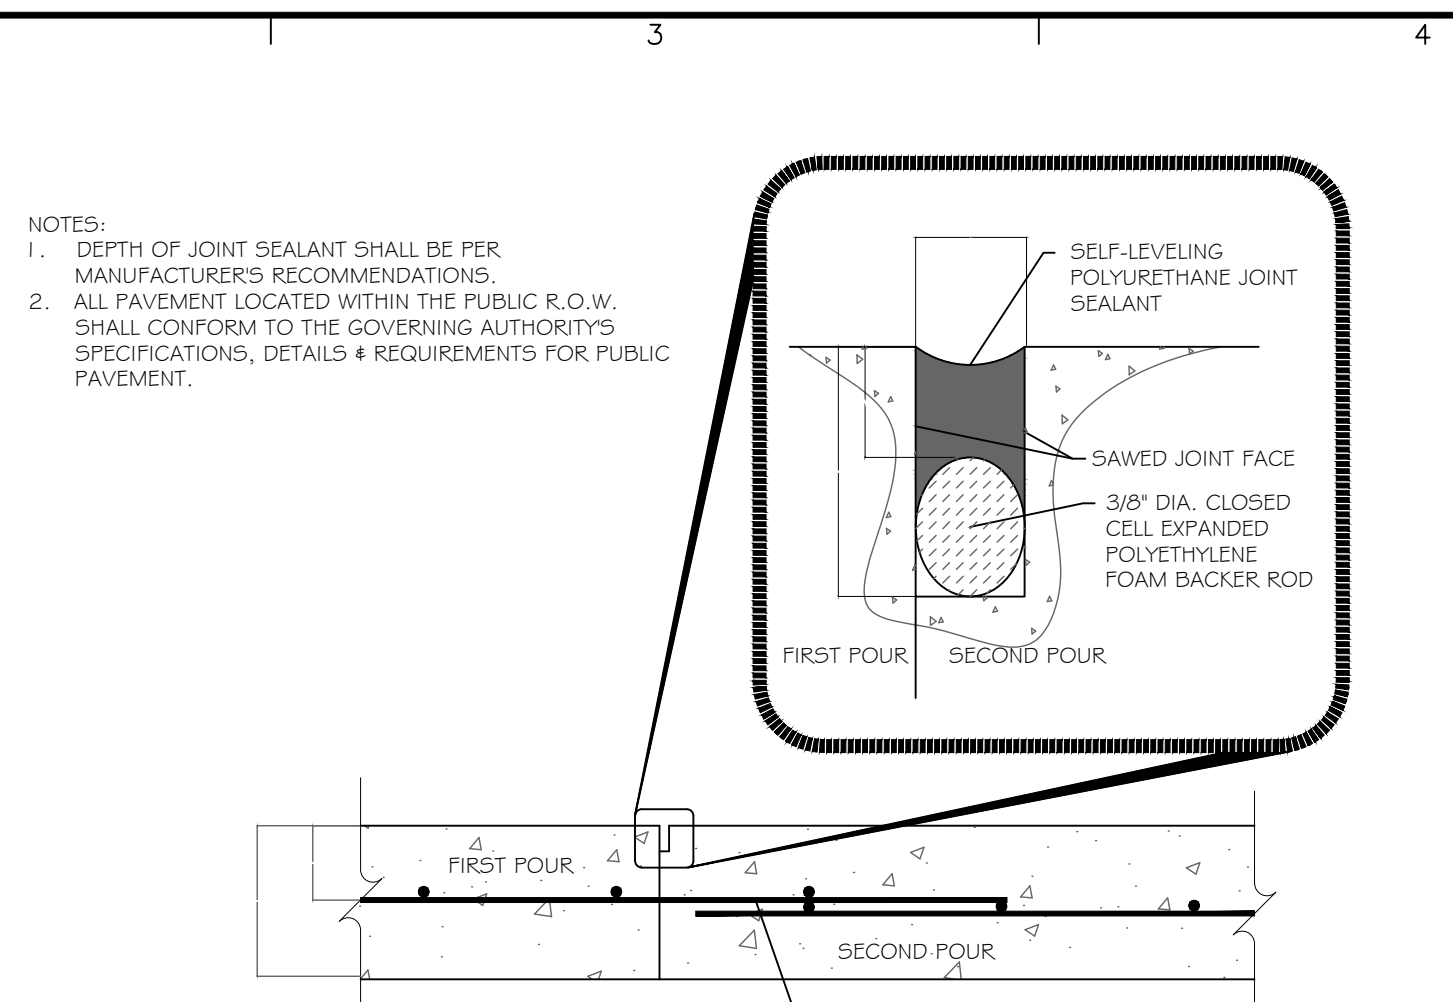 3
4
NOTES:
1. DEPTH OF JOINT SEALANT SHALL BE PER
MANUFACTURER'S RECOMMENDATIONS.
2. ALL PAVEMENT LOCATED WITHIN THE PUBLIC R.O.W.
SHALL CONFORM TO THE GOVERNING AUTHORITY'S
SPECIFICATIONS, DETAILS & REQUIREMENTS FOR PUBLIC
PAVEMENT.
SELF-LEVELING
POLYURETHANE JOINT
SEALANT
SAWED JOINT FACE
3/8" DIA. CLOSED
CELL EXPANDED
POLYETHYLENE
FOAM BACKER ROD
FIRST POUR
SECOND POUR
FIRST POUR
SECOND POUR